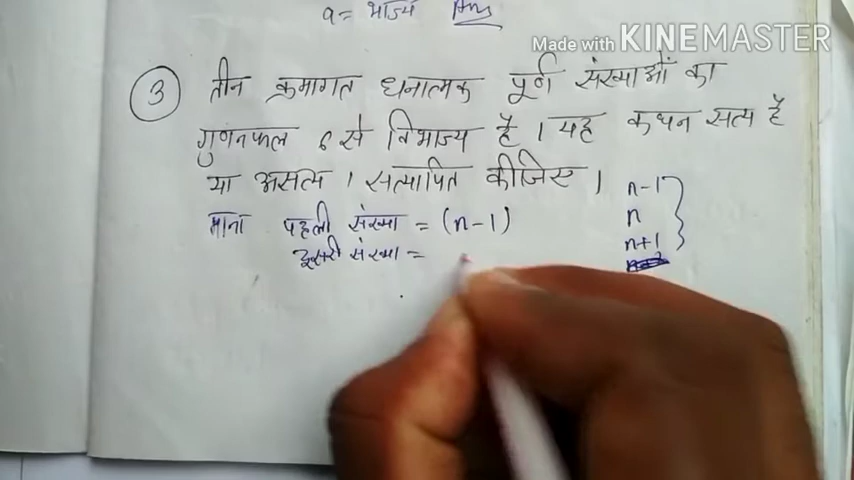 a = भाज्य Ans
Made with KINEMASTER
③ तीन क्रमागत धनात्मक पूर्ण संख्याओं का
गुणनफल 6 से विभाज्य है । यह कथन सत्य है
या असत्य । सत्यापित कीजिए ।
माना पहली संख्या = (n-1)
दूसरी संख्या =
n-1
n
n+1